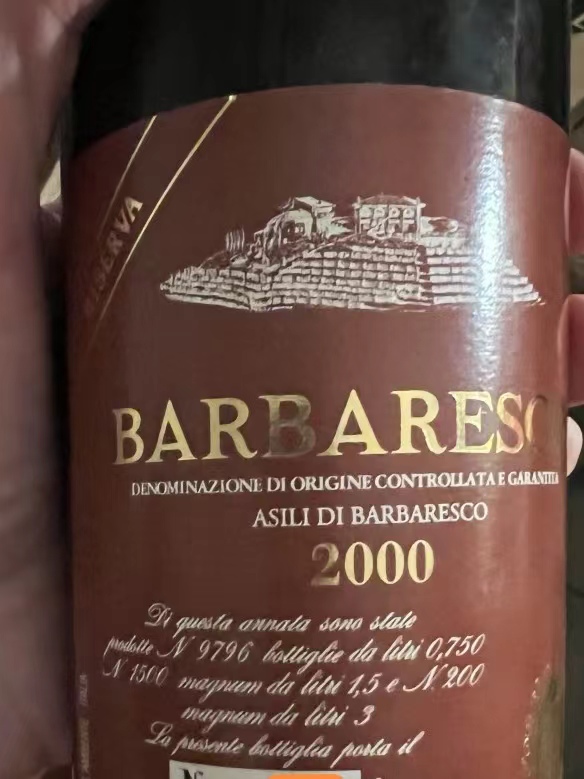 RISERVA
BARBARESC
DENOMINAZIONE DI ORIGINE CONTROLLATA E GARANTITA
ASILI DI BARBARESCO
2000
Di questa annata sono state
prodotte N 9796 bottiglie da litri 0,750
N 1500 magnum da litri 1,5 e N. 200
magnum da litri 3
La presente bottiglia porta il
ITALIA